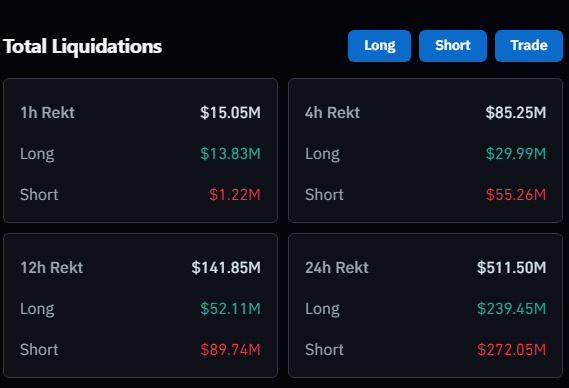 Total Liquidations Long Short Trade
1h Rekt $15.05M
Long $13.83M
Short $1.22M
4h Rekt $85.25M
Long $29.99M
Short $55.26M
12h Rekt $141.85M
Long $52.11M
Short $89.74M
24h Rekt $511.50M
Long $239.45M
Short $272.05M